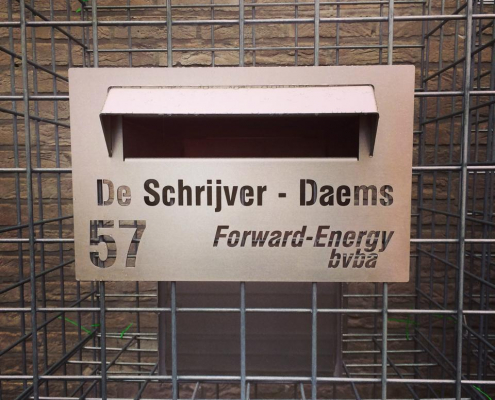 De Schrijver - Daems
57 Forward-Energy
bvba